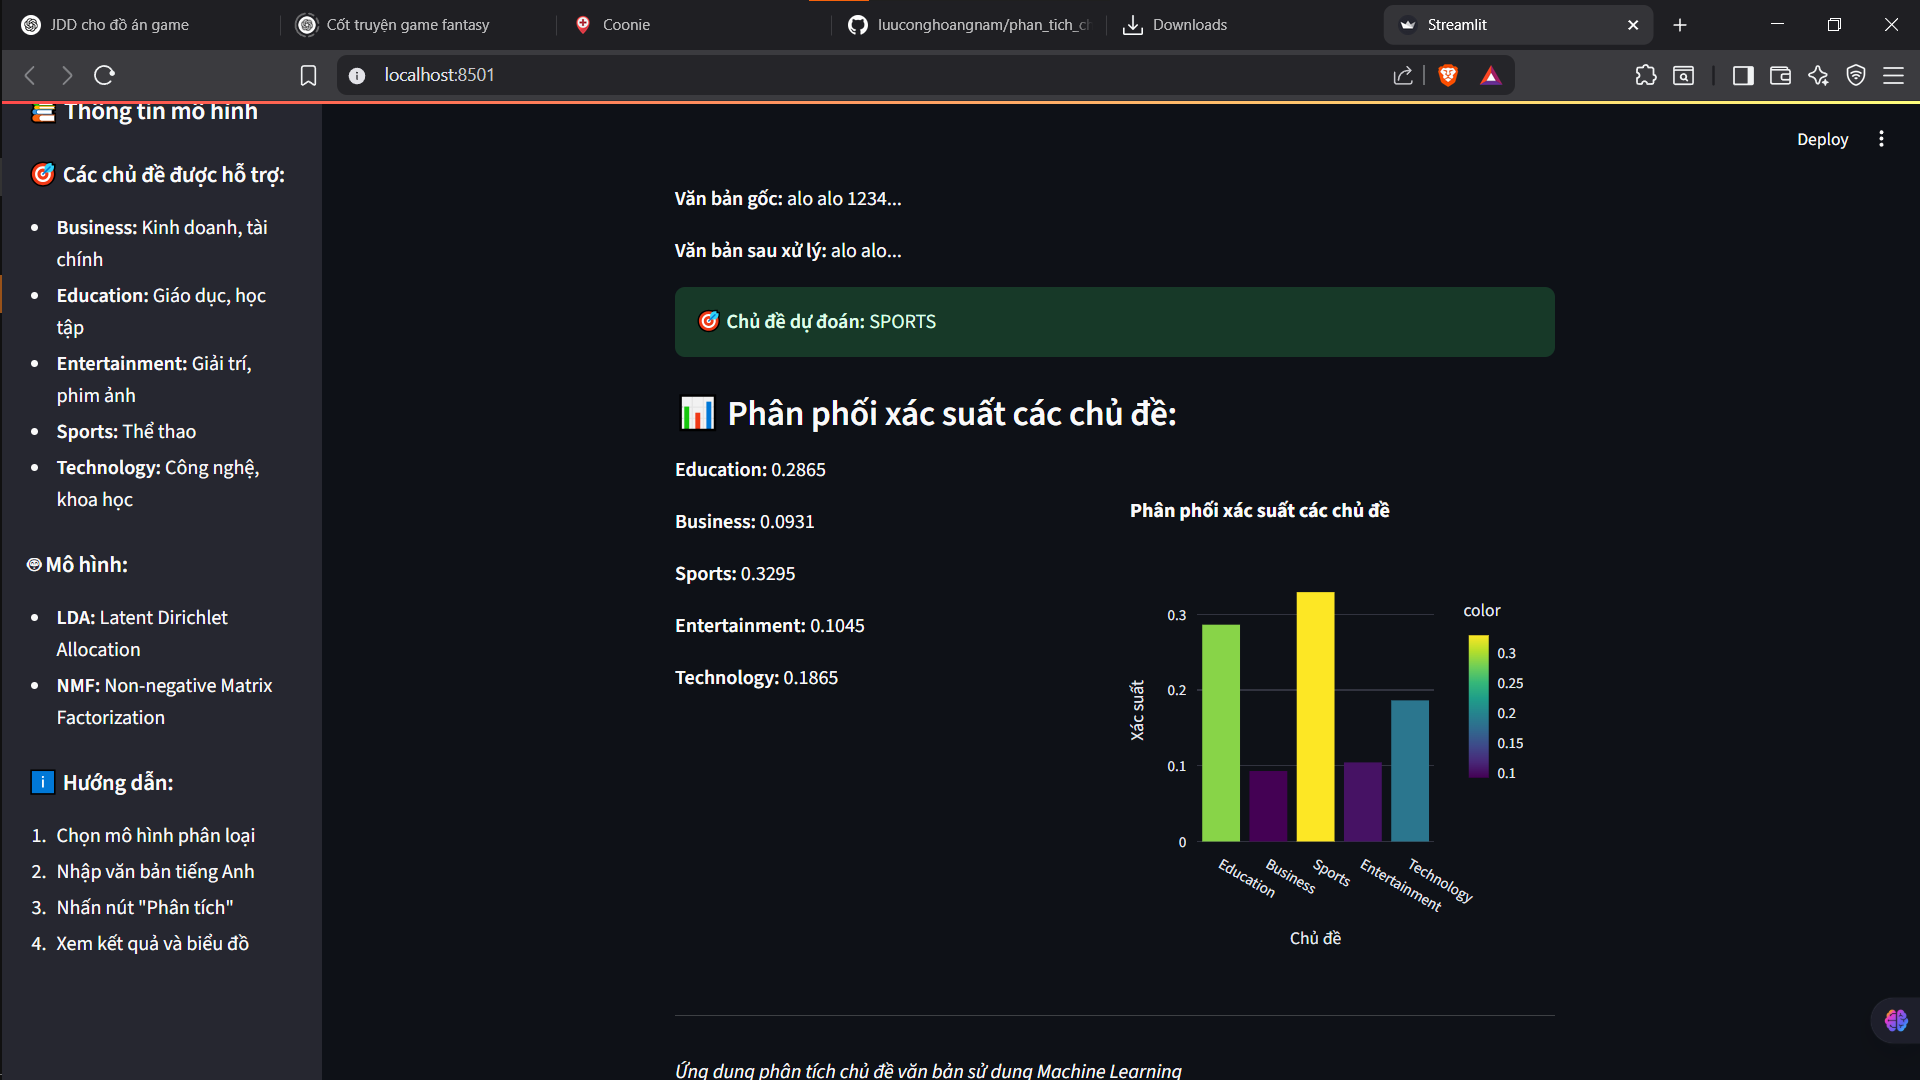 JDD cho đồ án game
Cốt truyện game fantasy
Coonie
luuconghoangnam/phan_tich_ch
Downloads
Streamlit
localhost:8501
Thông tin mô hình
Các chủ đề được hỗ trợ:
Business: Kinh doanh, tài
chính
Education: Giáo dục, học
tập
Entertainment: Giải trí,
phim ảnh
Sports: Thể thao
Technology: Công nghệ,
khoa học
Mô hình:
LDA: Latent Dirichlet
Allocation
NMF: Non-negative Matrix
Factorization
Hướng dẫn:
1. Chọn mô hình phân loại
2. Nhập văn bản tiếng Anh
3. Nhấn nút "Phân tích"
4. Xem kết quả và biểu đồ
Deploy
Văn bản gốc: alo alo 1234...
Văn bản sau xử lý: alo alo...
Chủ đề dự đoán: SPORTS
Phân phối xác suất các chủ đề:
Education: 0.2865
Business: 0.0931
Sports: 0.3295
Entertainment: 0.1045
Technology: 0.1865
Phân phối xác suất các chủ đề
Xác suất
0.3
0.2
0.1
0
Education
Business
Sports
Entertainment
Technology
Chủ đề
color
0.3
0.25
0.2
0.15
0.1
Ứng dụng phân tích chủ đề văn bản sử dụng Machine Learning